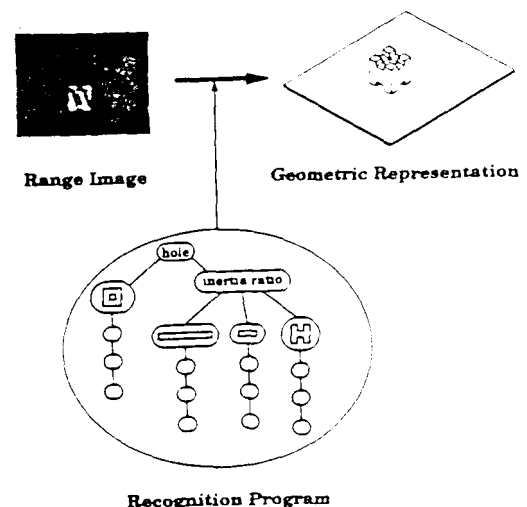 Range Image
Geometric Representation
hole
inertia ratio
Recognition Program